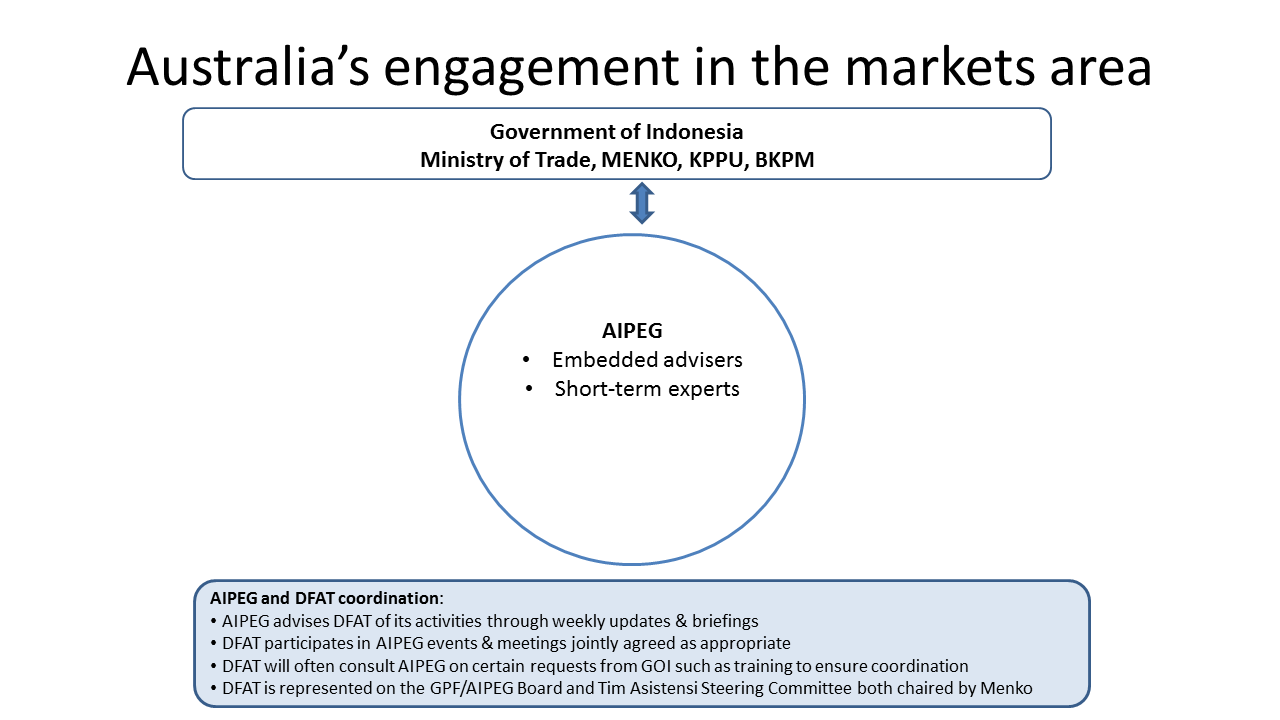 Australia’s engagement in the markets area
Government of Indonesia
Ministry of Trade, MENKO, KPPU, BKPM
AIPEG
• Embedded advisers
• Short-term experts
AIPEG and DFAT coordination:
• AIPEG advises DFAT of its activities through weekly updates & briefings
• DFAT participates in AIPEG events & meetings jointly agreed as appropriate
• DFAT will often consult AIPEG on certain requests from GOI such as training to ensure coordination
• DFAT is represented on the GPF/AIPEG Board and Tim Asistensi Steering Committee both chaired by Menko